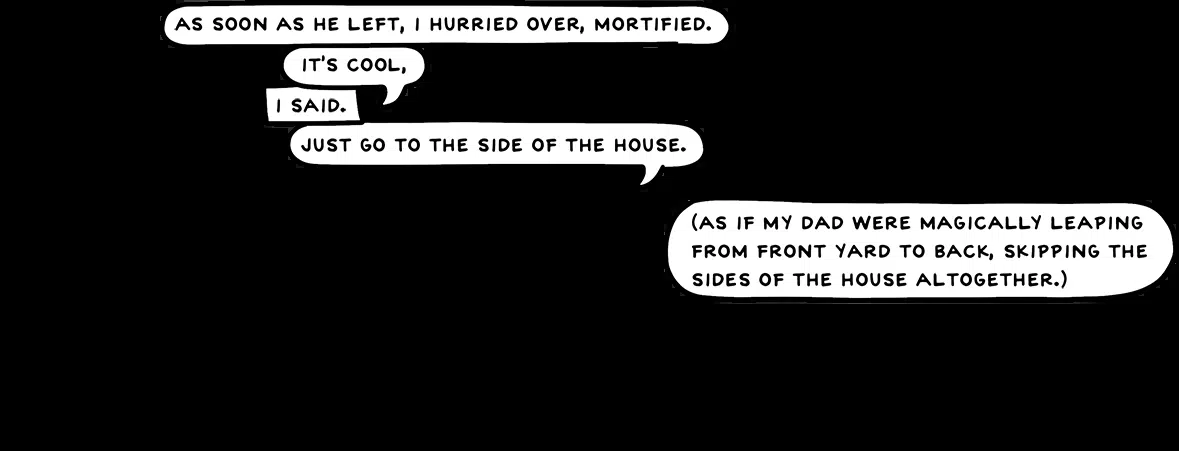 AS SOON AS HE LEFT, I HURRIED OVER, MORTIFIED.
IT'S COOL,
I SAID.
JUST GO TO THE SIDE OF THE HOUSE.
(AS IF MY DAD WERE MAGICALLY LEAPING
FROM FRONT YARD TO BACK, SKIPPING THE
SIDES OF THE HOUSE ALTOGETHER.)